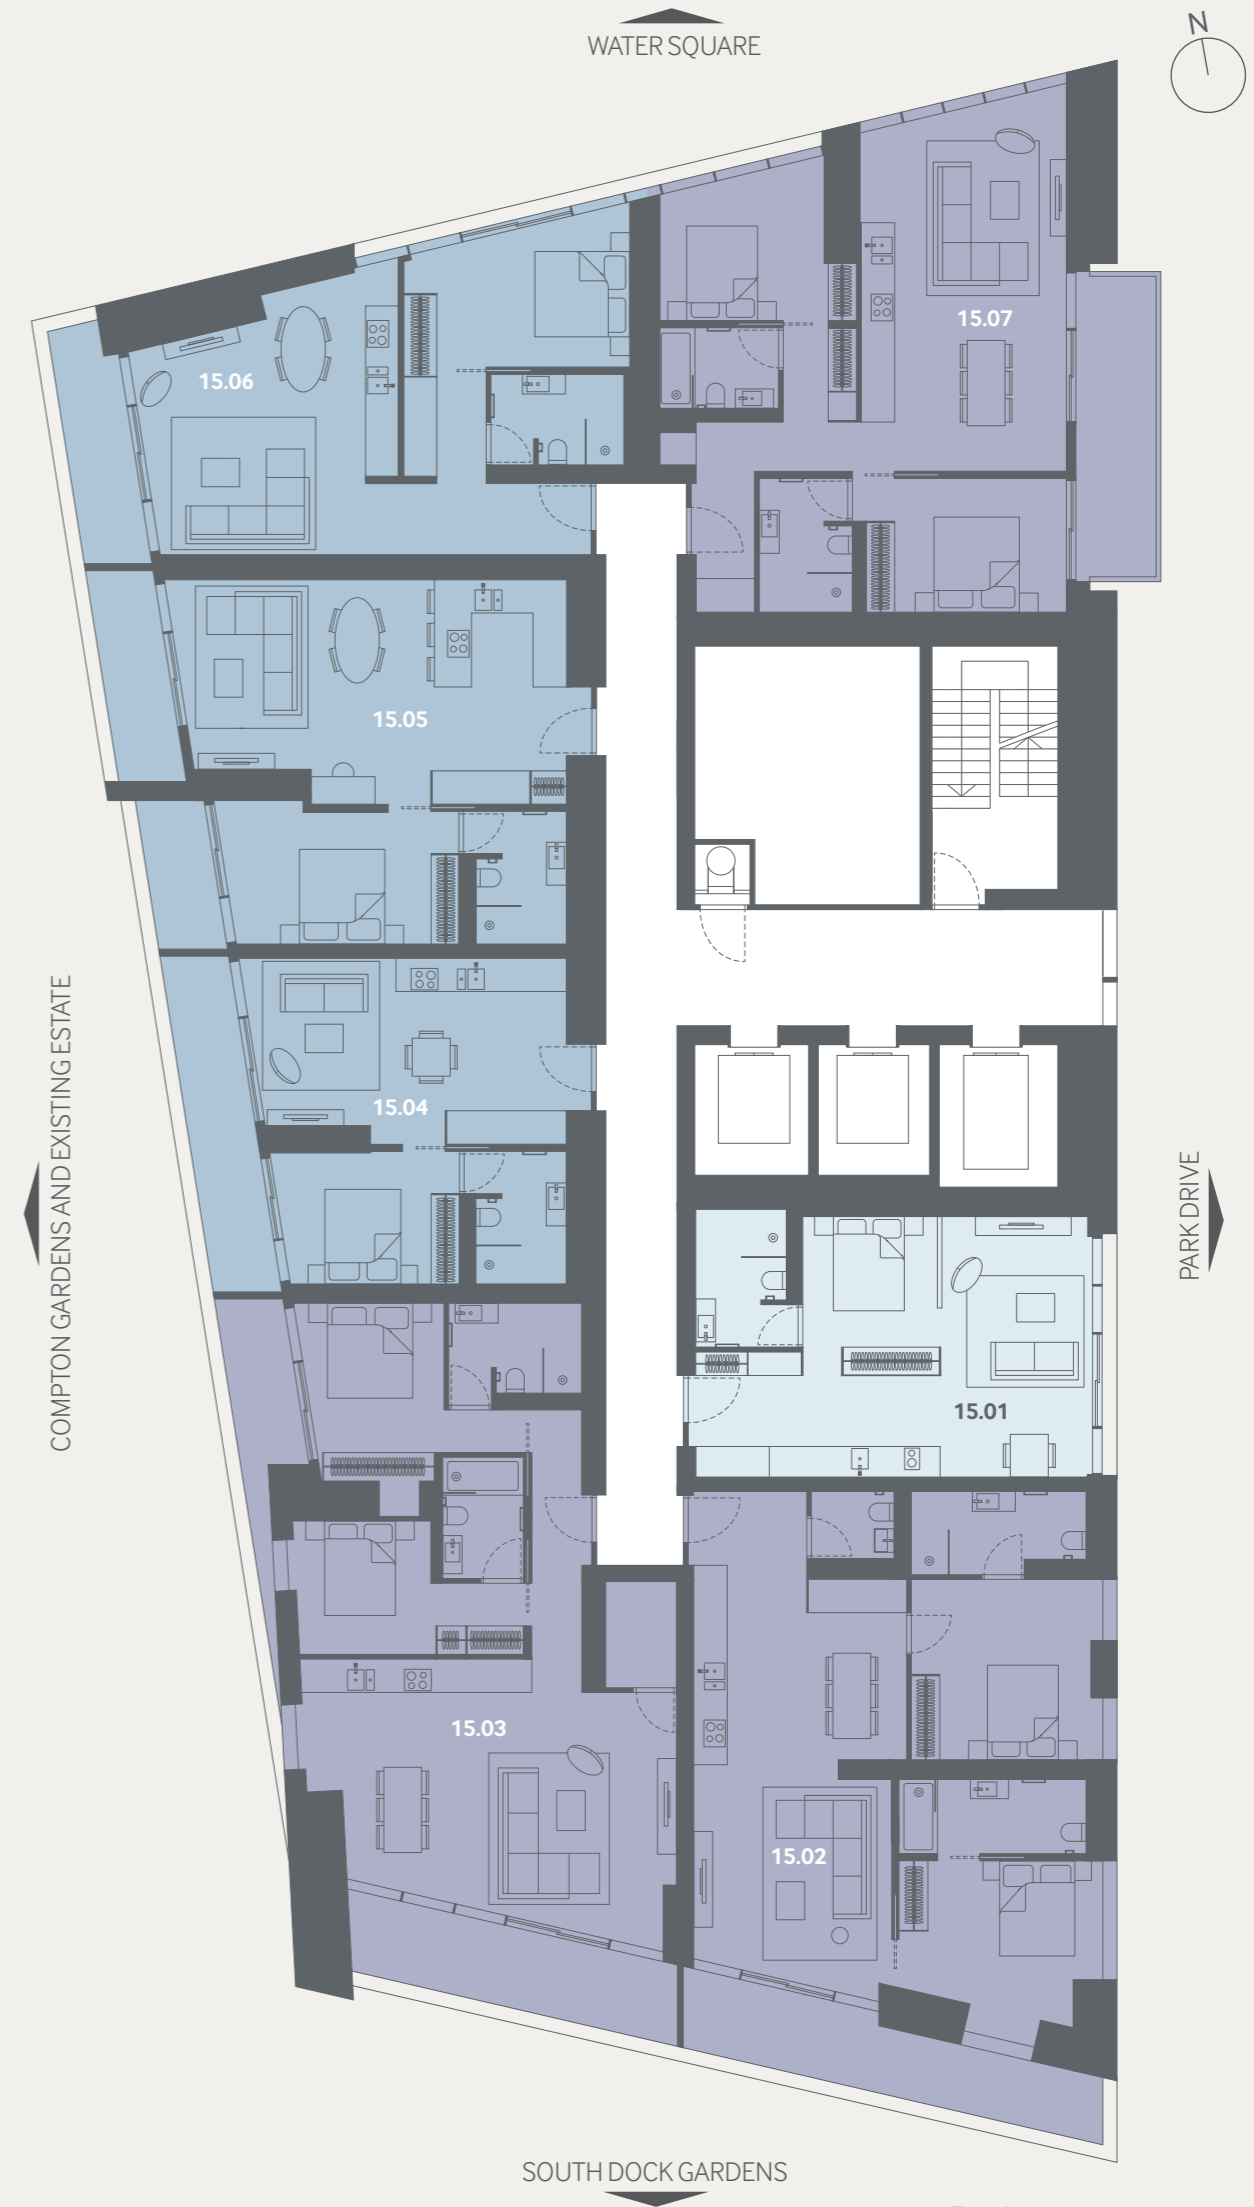 WATER SQUARE
N
15.07
15.06
15.05
COMPTON GARDENS AND EXISTING ESTATE
15.04
PARK DRIVE
15.01
15.03
15.02
SOUTH DOCK GARDENS